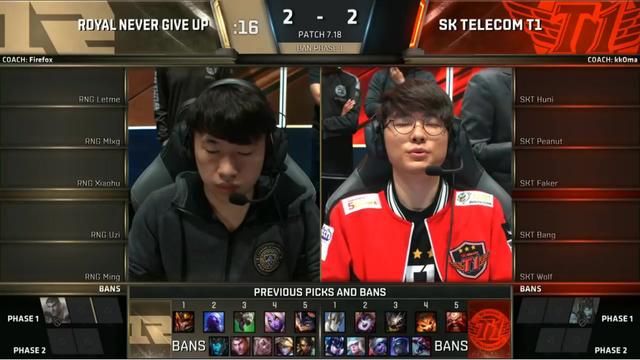 ROYAL NEVER GIVE UP
:16
2 - 2
SK TELECOM T1
PATCH 7.18
BAN PHASE 1
COACH: Firefox
COACH: kkOma
RNG Letme
RNG Mlxg
RNG Xiaohu
RNG Uzi
RNG Ming
SKT Huni
SKT Peanut
SKT Faker
SKT Bang
SKT Wolf
BANS
BANS
PHASE 1
PHASE 2
PHASE 1
PHASE 2
PREVIOUS PICKS AND BANS
1 2 3 4 5
1 2 3 4 5
BANS
BANS
T1
T1
T1